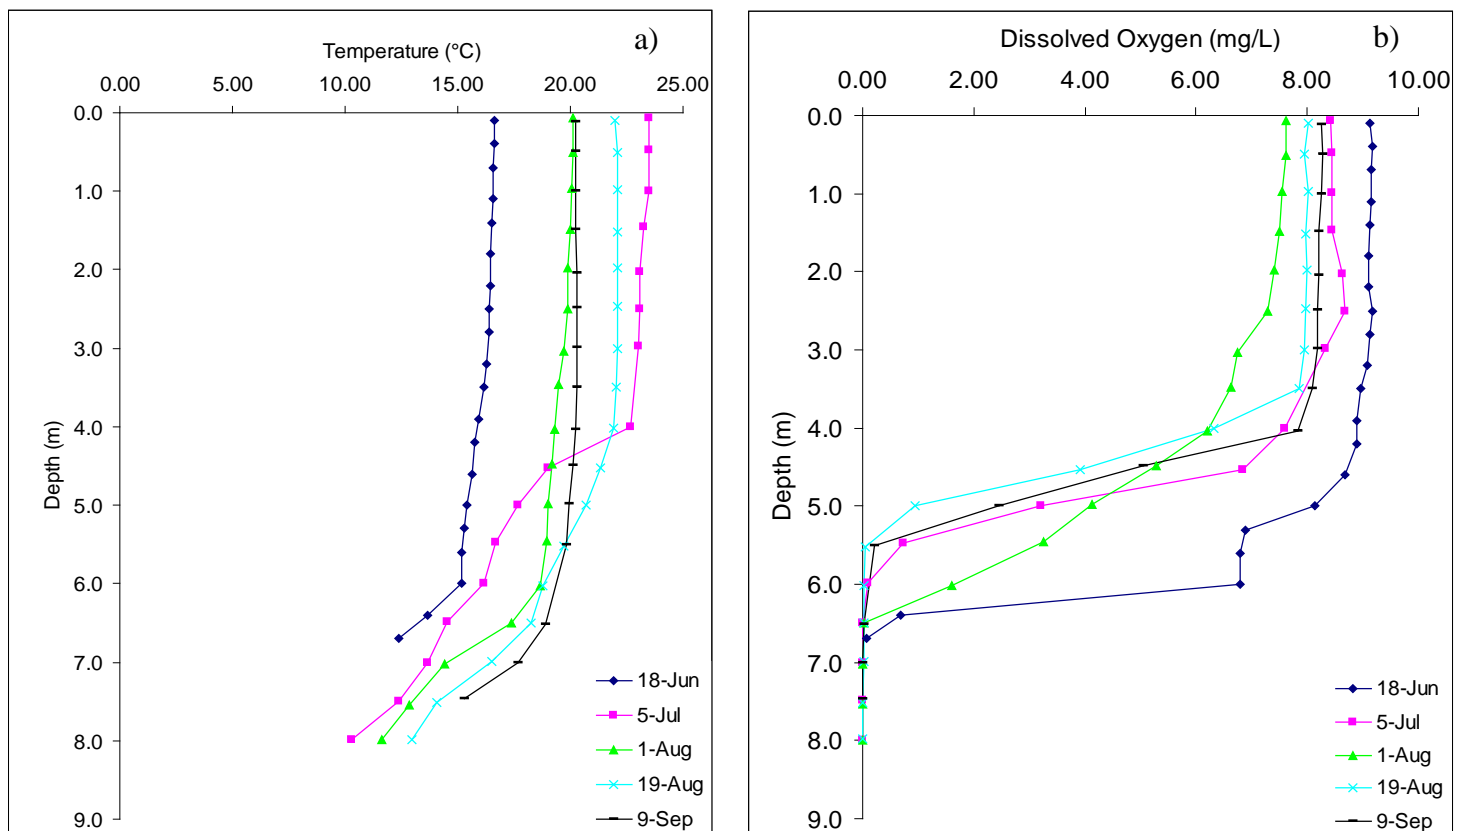 Temperature (°C)
a)
0.00 5.00 10.00 15.00 20.00 25.00
0.0
1.0
2.0
3.0
4.0
5.0
6.0
7.0
8.0
9.0
Depth (m)
18-Jun
5-Jul
1-Aug
19-Aug
9-Sep
Dissolved Oxygen (mg/L)
b)
0.00 2.00 4.00 6.00 8.00 10.00
0.0
1.0
2.0
3.0
4.0
5.0
6.0
7.0
8.0
9.0
Depth (m)
18-Jun
5-Jul
1-Aug
19-Aug
9-Sep